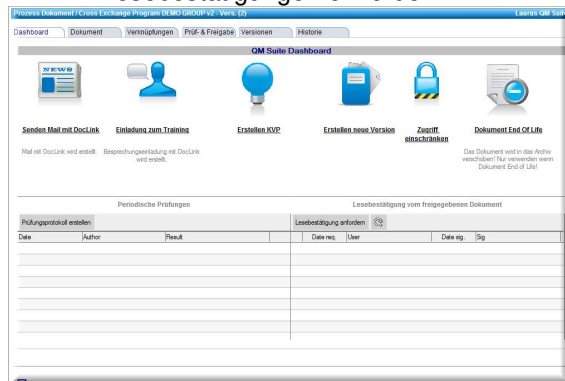 Lesebestätigung anfordern
Prozess Dokument / Cross Exchange Program DEMO GROUP v2 - Vers. (2) Laurus QM Suite
Dashboard Dokument Verknüpfungen Prüf- & Freigabe Versionen Historie
QM Suite Dashboard
NEWS
Senden Mail mit DocLink Einladung zum Training Erstellen KVP Erstellen neue Version Zugriff einschränken Dokument End Of Life
Mail mit DocLink wird erstellt. Besprechungseinladung mit DocLink wird erstellt. Das Dokument wird in das Archiv verschoben! Nur verwenden wenn Dokument End of Life!
Periodische Prüfungen Lesebestätigung vom freigegebenen Dokument
Prüfungsprotokoll erstellen Lesebestätigung anfordern
Date Author Result Date req. User Date sig. Sig